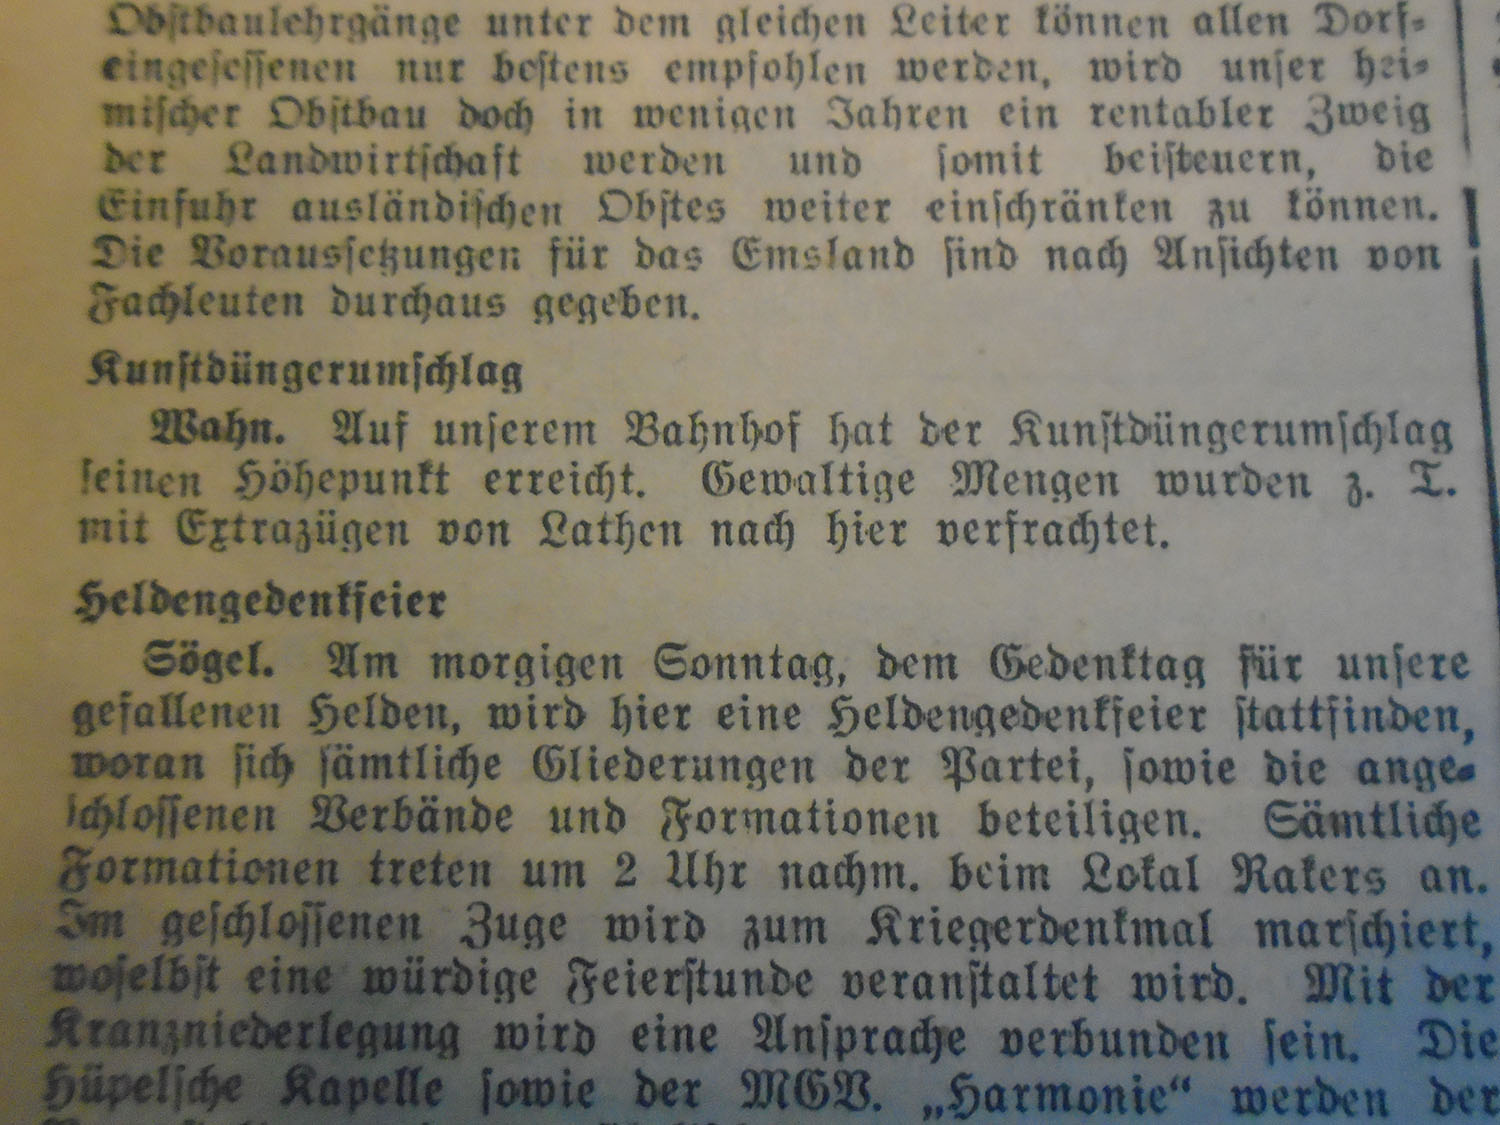 Obstbaulehrgänge unter dem gleichen Leiter können allen Dorf-
eingesessenen nur bestens empfohlen werden, wird unser hei-
mischer Obstbau doch in wenigen Jahren ein rentabler Zweig
der Landwirtschaft werden und somit beisteuern, die
Einfuhr ausländischen Obstes weiter einschränken zu können.
Die Voraussetzungen für das Emsland sind nach Ansichten von
Fachleuten durchaus gegeben.
Kunstdüngerumschlag
Wahn. Auf unserem Bahnhof hat der Kunstdüngerumschlag
seinen Höhepunkt erreicht. Gewaltige Mengen wurden z. T.
mit Extrazügen von Lathen nach hier verfrachtet.
Heldengedenkfeier
Sögel. Am morgigen Sonntag, dem Gedenktag für unsere
gefallenen Helden, wird hier eine Heldengedenkfeier stattfinden,
woran sich sämtliche Gliederungen der Partei, sowie die ange-
schlossenen Verbände und Formationen beteiligen. Sämtliche
Formationen treten um 2 Uhr nachm. beim Lokal Rakers an.
Im geschlossenen Zuge wird zum Kriegerdenkmal marschiert,
woselbst eine würdige Feierstunde veranstaltet wird. Mit der
Kranzniederlegung wird eine Ansprache verbunden sein. Die
Hüpelsche Kapelle sowie der MGV. „Harmonie“ werden der